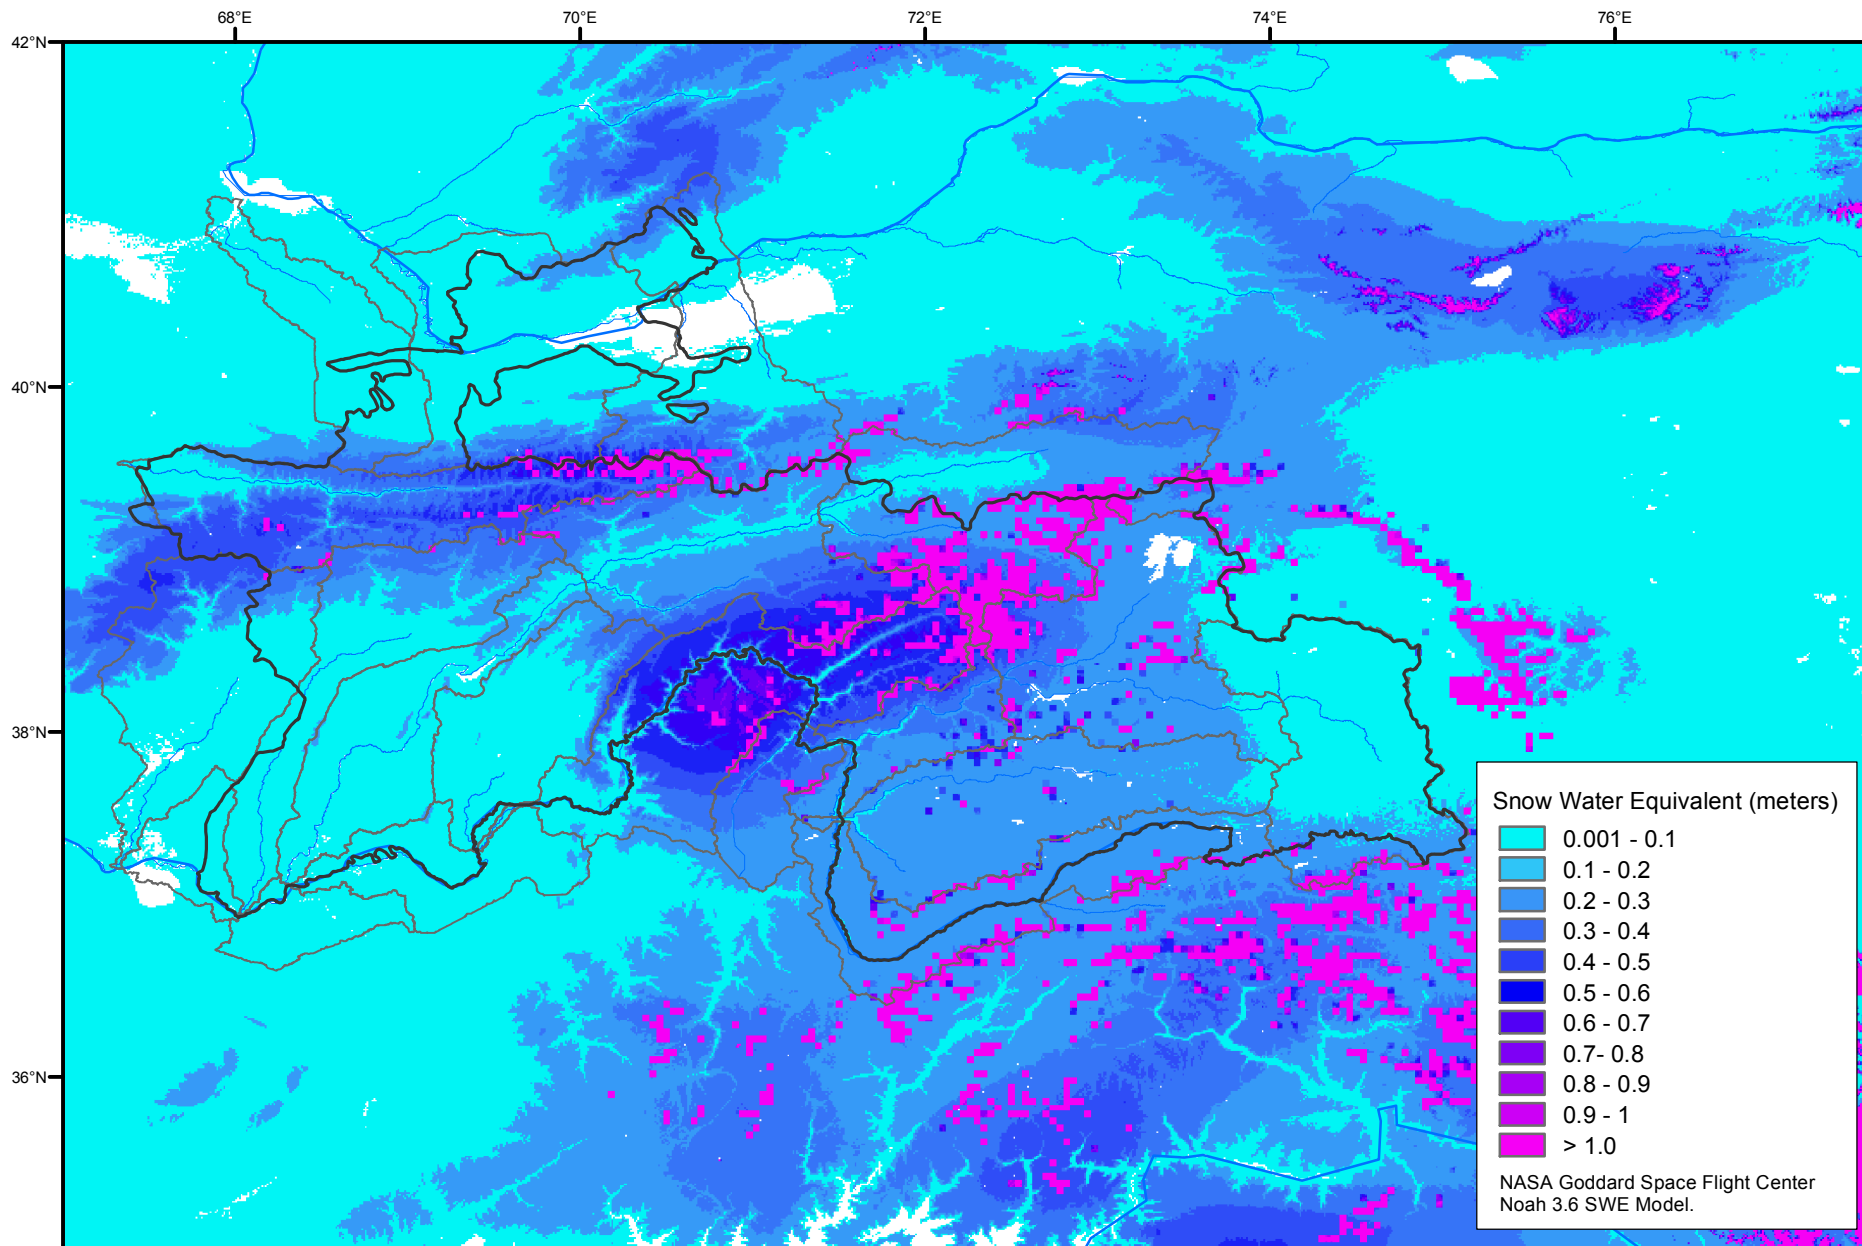 68°E
70°E
72°E
74°E
76°E
42°N
40°N
38°N
36°N
Snow Water Equivalent (meters)
0.001 - 0.1
0.1 - 0.2
0.2 - 0.3
0.3 - 0.4
0.4 - 0.5
0.5 - 0.6
0.6 - 0.7
0.7- 0.8
0.8 - 0.9
0.9 - 1
> 1.0
NASA Goddard Space Flight Center
Noah 3.6 SWE Model.